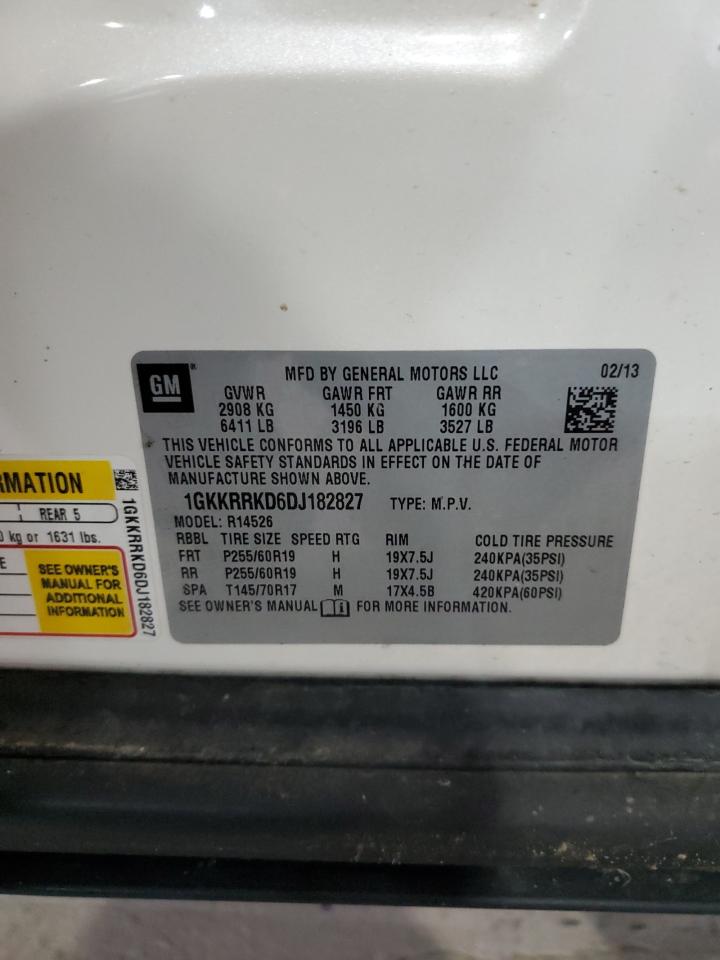 GM
MFD BY GENERAL MOTORS LLC 02/13
GVWR GAWR FRT GAWR RR
2908 KG 1450 KG 1600 KG
6411 LB 3196 LB 3527 LB
THIS VEHICLE CONFORMS TO ALL APPLICABLE U.S. FEDERAL MOTOR
VEHICLE SAFETY STANDARDS IN EFFECT ON THE DATE OF
MANUFACTURE SHOWN ABOVE.
1GKKRRKD6DJ182827 TYPE: M.P.V.
MODEL: R14526
RBBL TIRE SIZE SPEED RTG RIM COLD TIRE PRESSURE
FRT P255/60R19 H 19X7.5J 240KPA(35PSI)
RR P255/60R19 H 19X7.5J 240KPA(35PSI)
SPA T145/70R17 M 17X4.5B 420KPA(60PSI)
SEE OWNER'S MANUAL FOR MORE INFORMATION.
RMATION
REAR 5
0 kg or 1631 lbs.
E
SEE OWNER'S
MANUAL FOR
ADDITIONAL
INFORMATION
1GKKRRKD6DJ182827